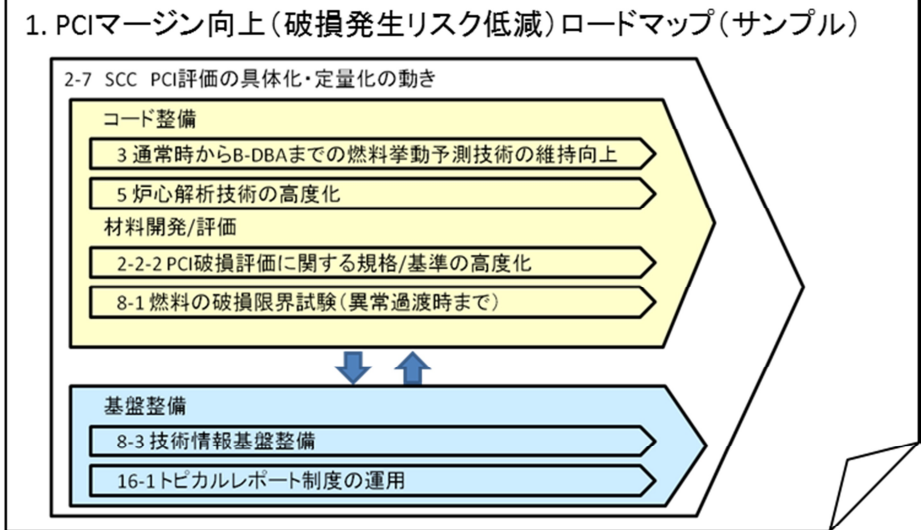 1. PCIマージン向上（破損発生リスク低減）ロードマップ（サンプル）
2-7 SCC PCI評価の具体化・定量化の動き
コード整備
3 通常時からB-DBAまでの燃料挙動予測技術の維持向上
5 炉心解析技術の高度化
材料開発/評価
2-2-2 PCI破損評価に関する規格/基準の高度化
8-1 燃料の破損限界試験（異常過渡時まで）
基盤整備
8-3 技術情報基盤整備
16-1 トピカルレポート制度の運用